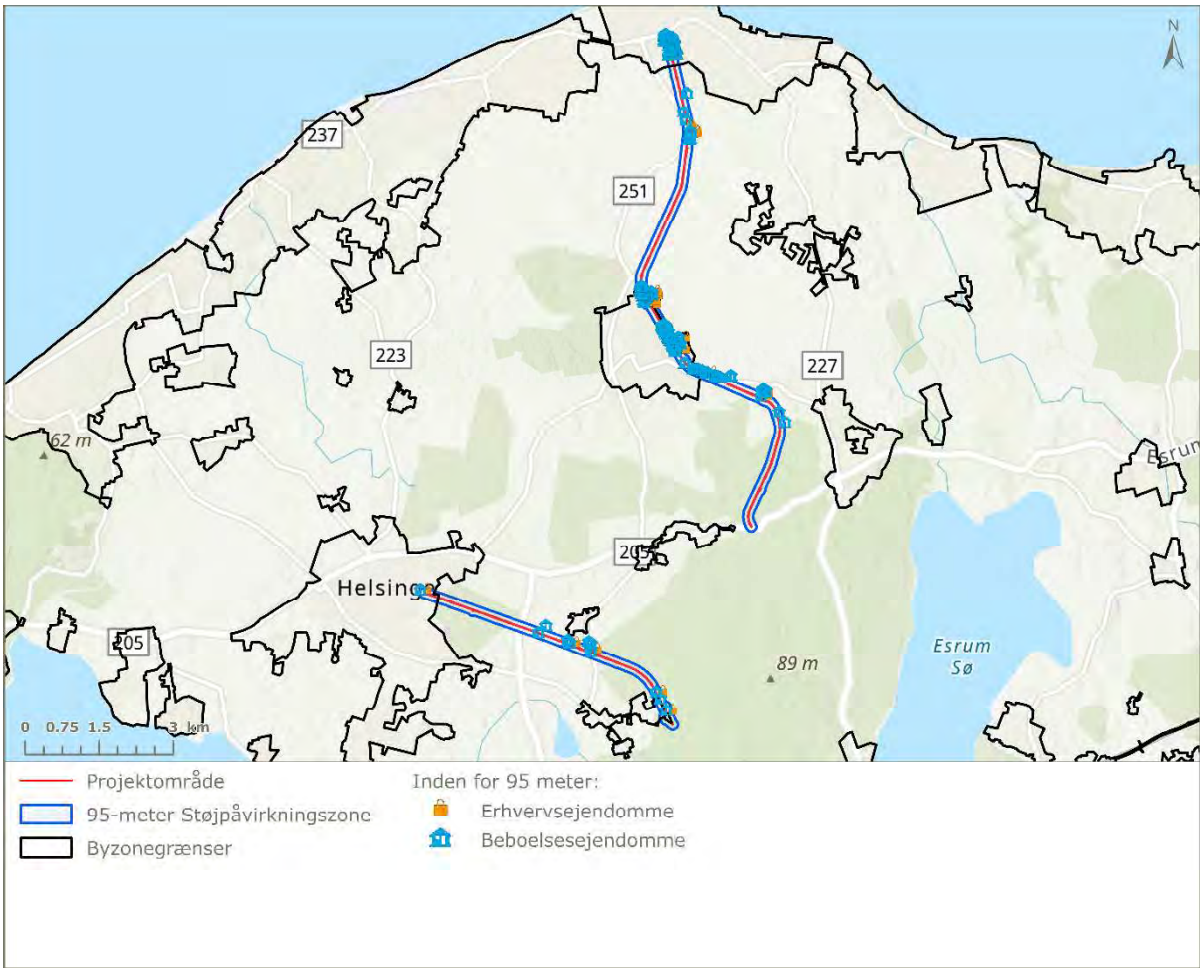 N
237
251
223
227
62 m
Esrum
205
Helsinge
205
Esrum
Sø
89 m
0 0.75 1.5 3 km
Projektområde
95-meter Støjpåvirkningszone
Byzonegrænser
Inden for 95 meter:
Erhvervsejendomme
Beboelsesejendomme